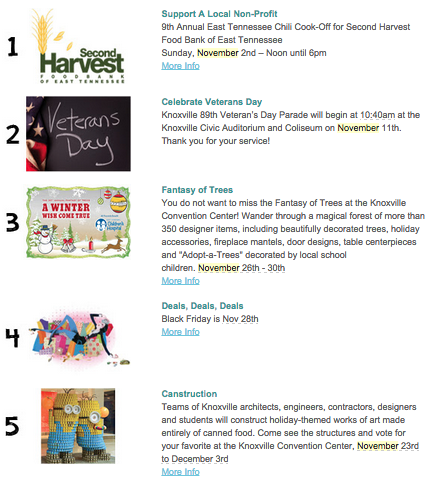 1
Second
Harvest
FOOD BANK
OF EAST TENNESSEE
Support A Local Non-Profit
9th Annual East Tennessee Chili Cook-Off for Second Harvest
Food Bank of East Tennessee
Sunday, November 2nd – Noon until 6pm
More Info
2
Veterans
Day
Celebrate Veterans Day
Knoxville 89th Veteran's Day Parade will begin at 10:40am at the
Knoxville Civic Auditorium and Coliseum on November 11th.
Thank you for your service!
3
A WINTER
WISH COME TRUE
Children's
Hospital
Fantasy of Trees
You do not want to miss the Fantasy of Trees at the Knoxville
Convention Center! Wander through a magical forest of more than
350 designer items, including beautifully decorated trees, holiday
accessories, fireplace mantels, door designs, table centerpieces
and "Adopt-a-Trees" decorated by local school
children. November 26th - 30th
More Info
4
Deals, Deals, Deals
Black Friday is Nov 28th
More Info
5
Canstruction
Teams of Knoxville architects, engineers, contractors, designers
and students will construct holiday-themed works of art made
entirely of canned food. Come see the structures and vote for
your favorite at the Knoxville Convention Center, November 23rd
to December 3rd
More Info